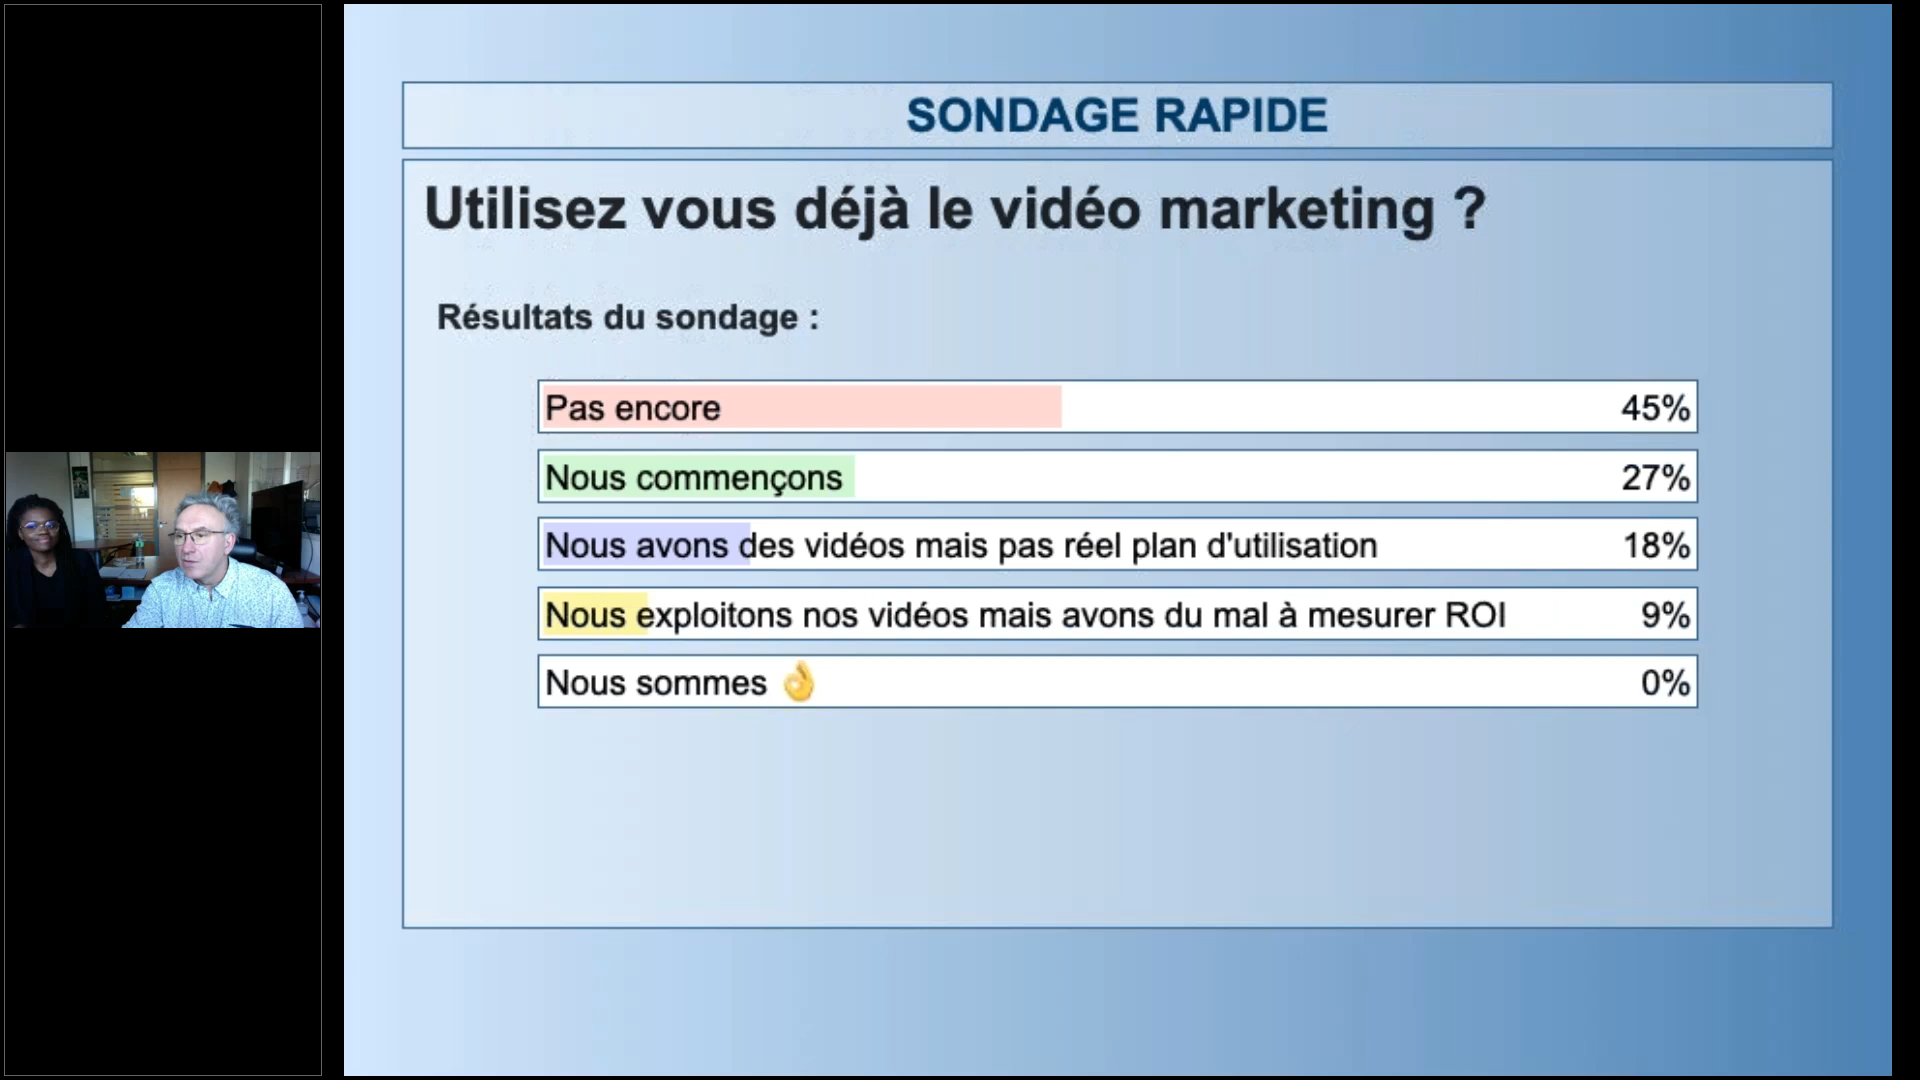 SONDAGE RAPIDE
Utilisez vous déjà le vidéo marketing ?
Résultats du sondage :
Pas encore 45%
Nous commençons 27%
Nous avons des vidéos mais pas réel plan d'utilisation 18%
Nous exploitons nos vidéos mais avons du mal à mesurer ROI 9%
Nous sommes 👌 0%